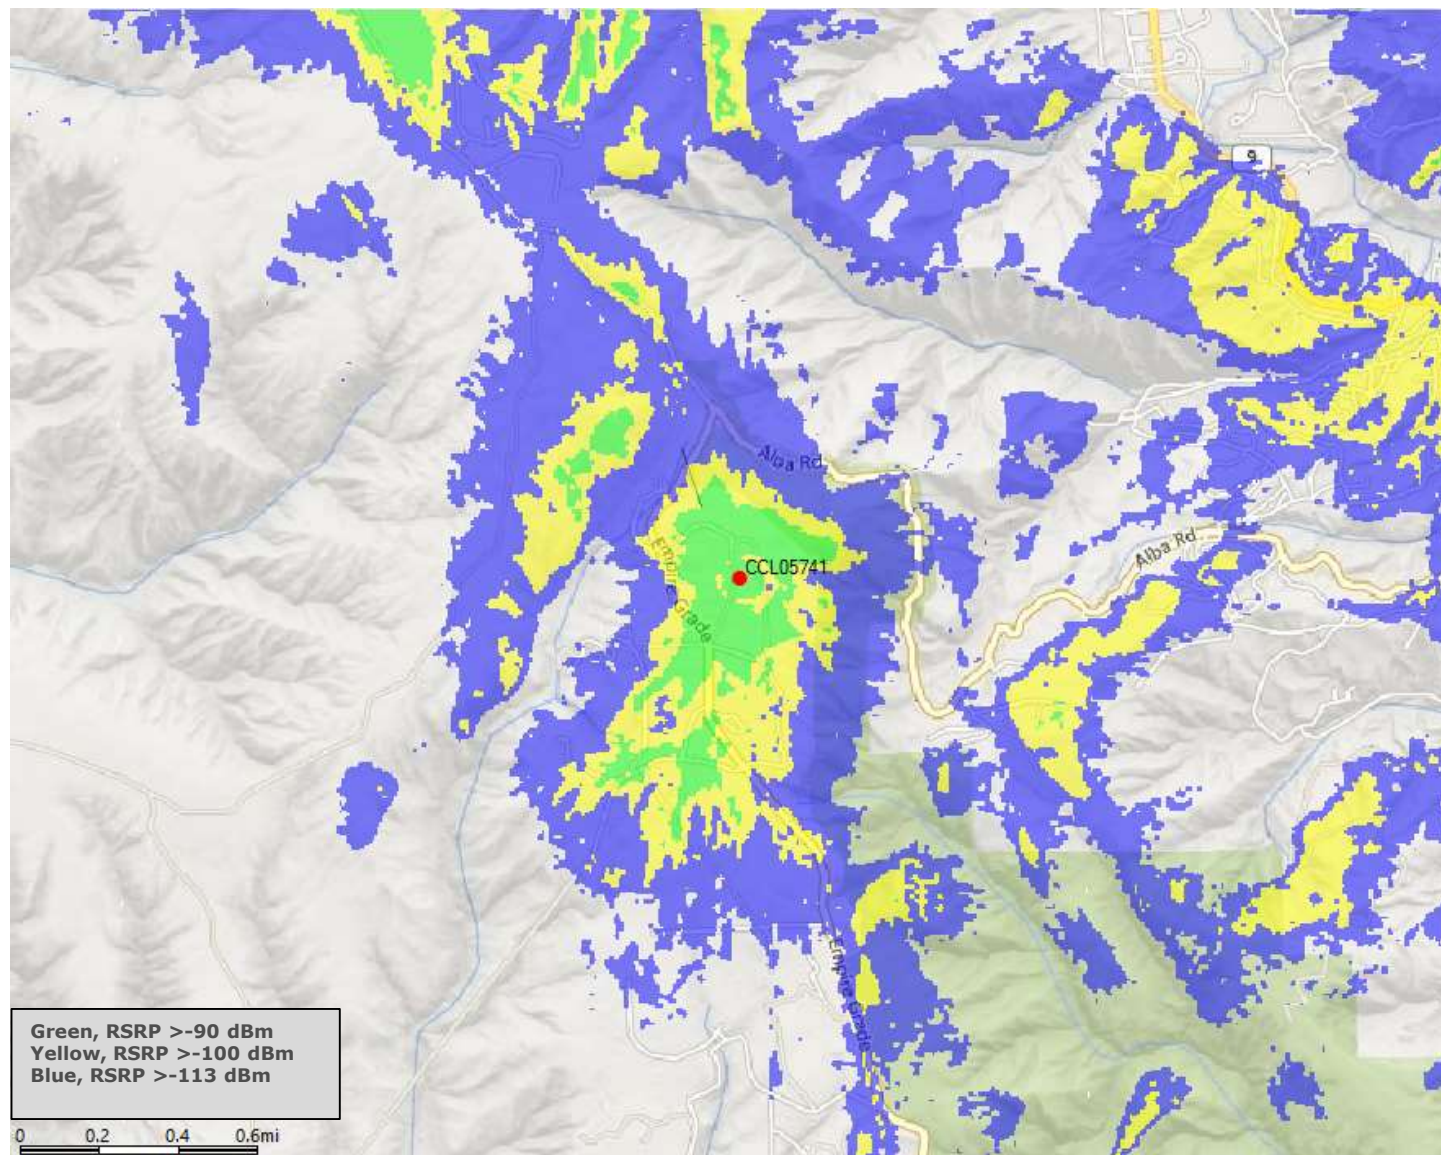 9
Alba Rd
Alba Rd
CCL05741
Empire Grade
Empire Grade
Green, RSRP >-90 dBm
Yellow, RSRP >-100 dBm
Blue, RSRP >-113 dBm
0 0.2 0.4 0.6mi